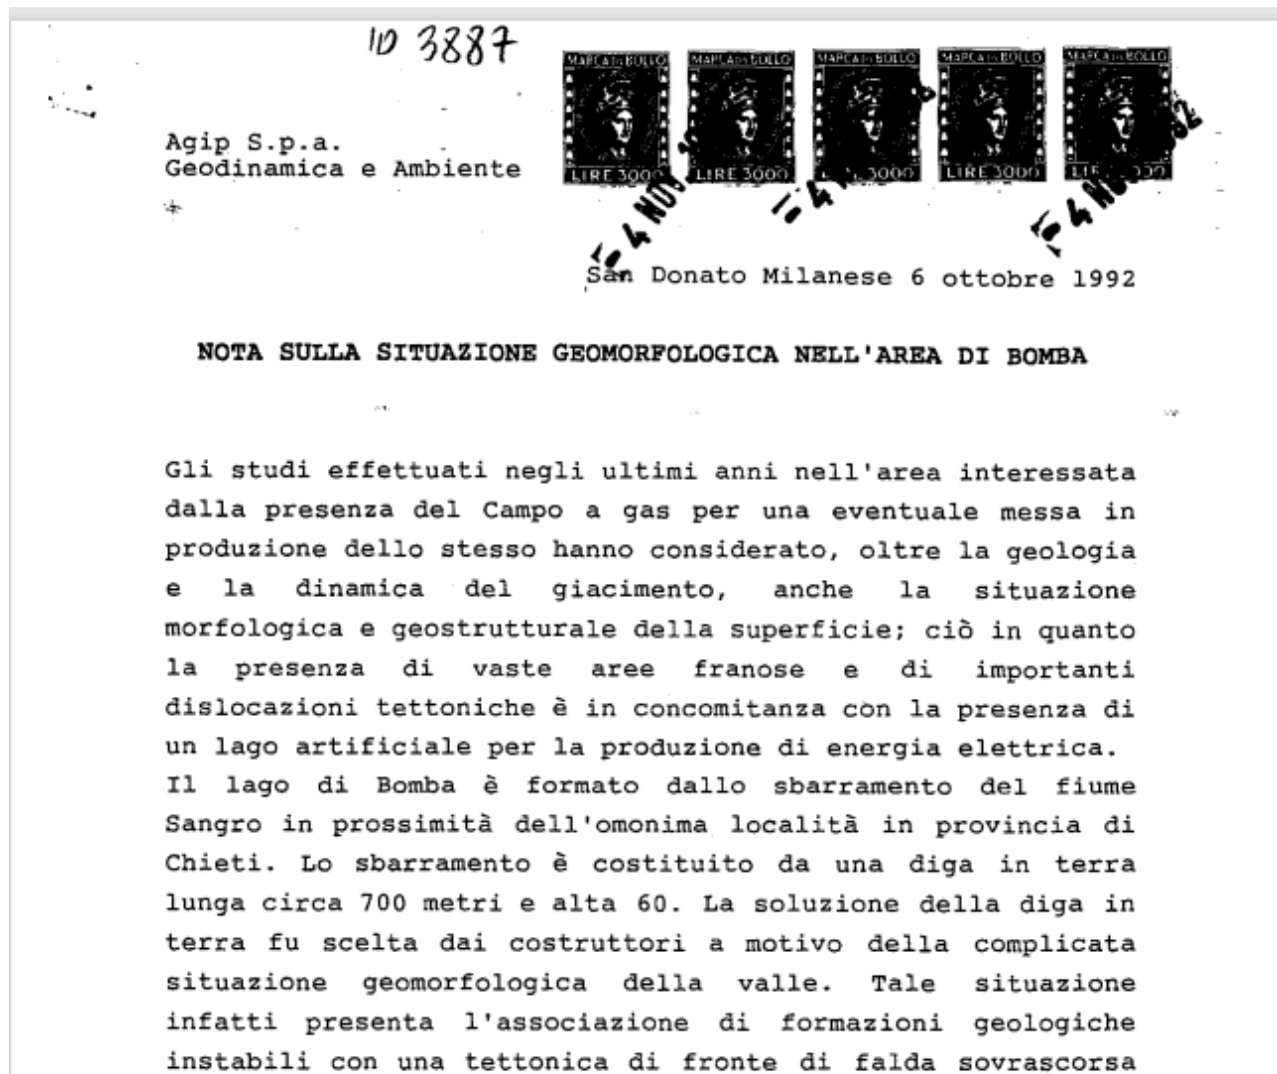 ID 3887
MARCA DA BOLLO MARCA DA BOLLO MARCA DA BOLLO MARCA DA BOLLO MARCA DA BOLLO
Agip S.p.a.
Geodinamica e Ambiente
LIRE 3000 LIRE 3000 3000 LIRE 3000
- 4 NOV. - 4 - 4 NOV. 1992
San Donato Milanese 6 ottobre 1992
NOTA SULLA SITUAZIONE GEOMORFOLOGICA NELL'AREA DI BOMBA
Gli studi effettuati negli ultimi anni nell'area interessata
dalla presenza del Campo a gas per una eventuale messa in
produzione dello stesso hanno considerato, oltre la geologia
e la dinamica del giacimento, anche la situazione
morfologica e geostrutturale della superficie; ciò in quanto
la presenza di vaste aree franose e di importanti
dislocazioni tettoniche è in concomitanza con la presenza di
un lago artificiale per la produzione di energia elettrica.
Il lago di Bomba è formato dallo sbarramento del fiume
Sangro in prossimità dell'omonima località in provincia di
Chieti. Lo sbarramento è costituito da una diga in terra
lunga circa 700 metri e alta 60. La soluzione della diga in
terra fu scelta dai costruttori a motivo della complicata
situazione geomorfologica della valle. Tale situazione
infatti presenta l'associazione di formazioni geologiche
instabili con una tettonica di fronte di falda sovrascorsa